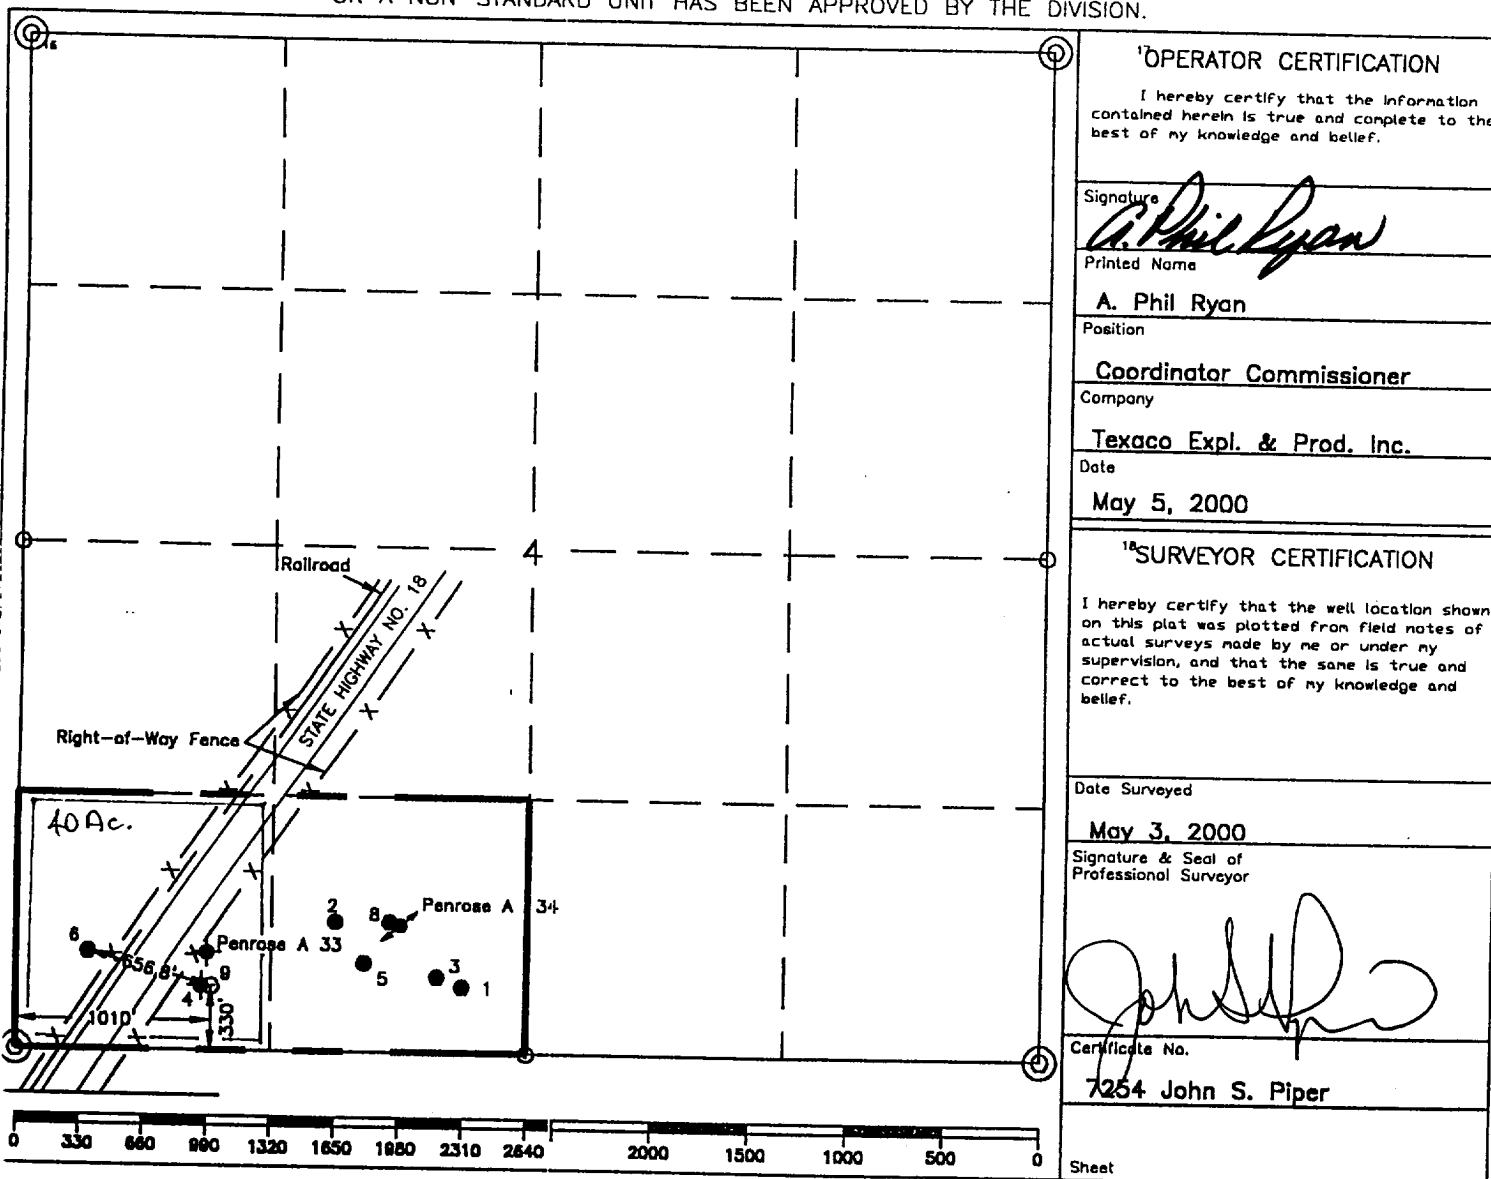 OR A NON-STANDARD UNIT HAS BEEN APPROVED BY THE DIVISION.
16
4
Railroad
STATE HIGHWAY NO. 18
Right-of-Way Fence
40 Ac.
6
656.8'
Penrose A 33
9
4
1010'
330'
2
8
Penrose A 34
5
3
1
0 330 660 990 1320 1650 1980 2310 2640 2000 1500 1000 500 0
17 OPERATOR CERTIFICATION
I hereby certify that the information
contained herein is true and complete to the
best of my knowledge and belief.
Signature
A. Phil Ryan
Printed Name
A. Phil Ryan
Position
Coordinator Commissioner
Company
Texaco Expl. & Prod. Inc.
Date
May 5, 2000
18 SURVEYOR CERTIFICATION
I hereby certify that the well location shown
on this plat was plotted from field notes of
actual surveys made by me or under my
supervision, and that the same is true and
correct to the best of my knowledge and
belief.
Date Surveyed
May 3, 2000
Signature & Seal of
Professional Surveyor
John S. Piper
Certificate No.
7254 John S. Piper
Sheet